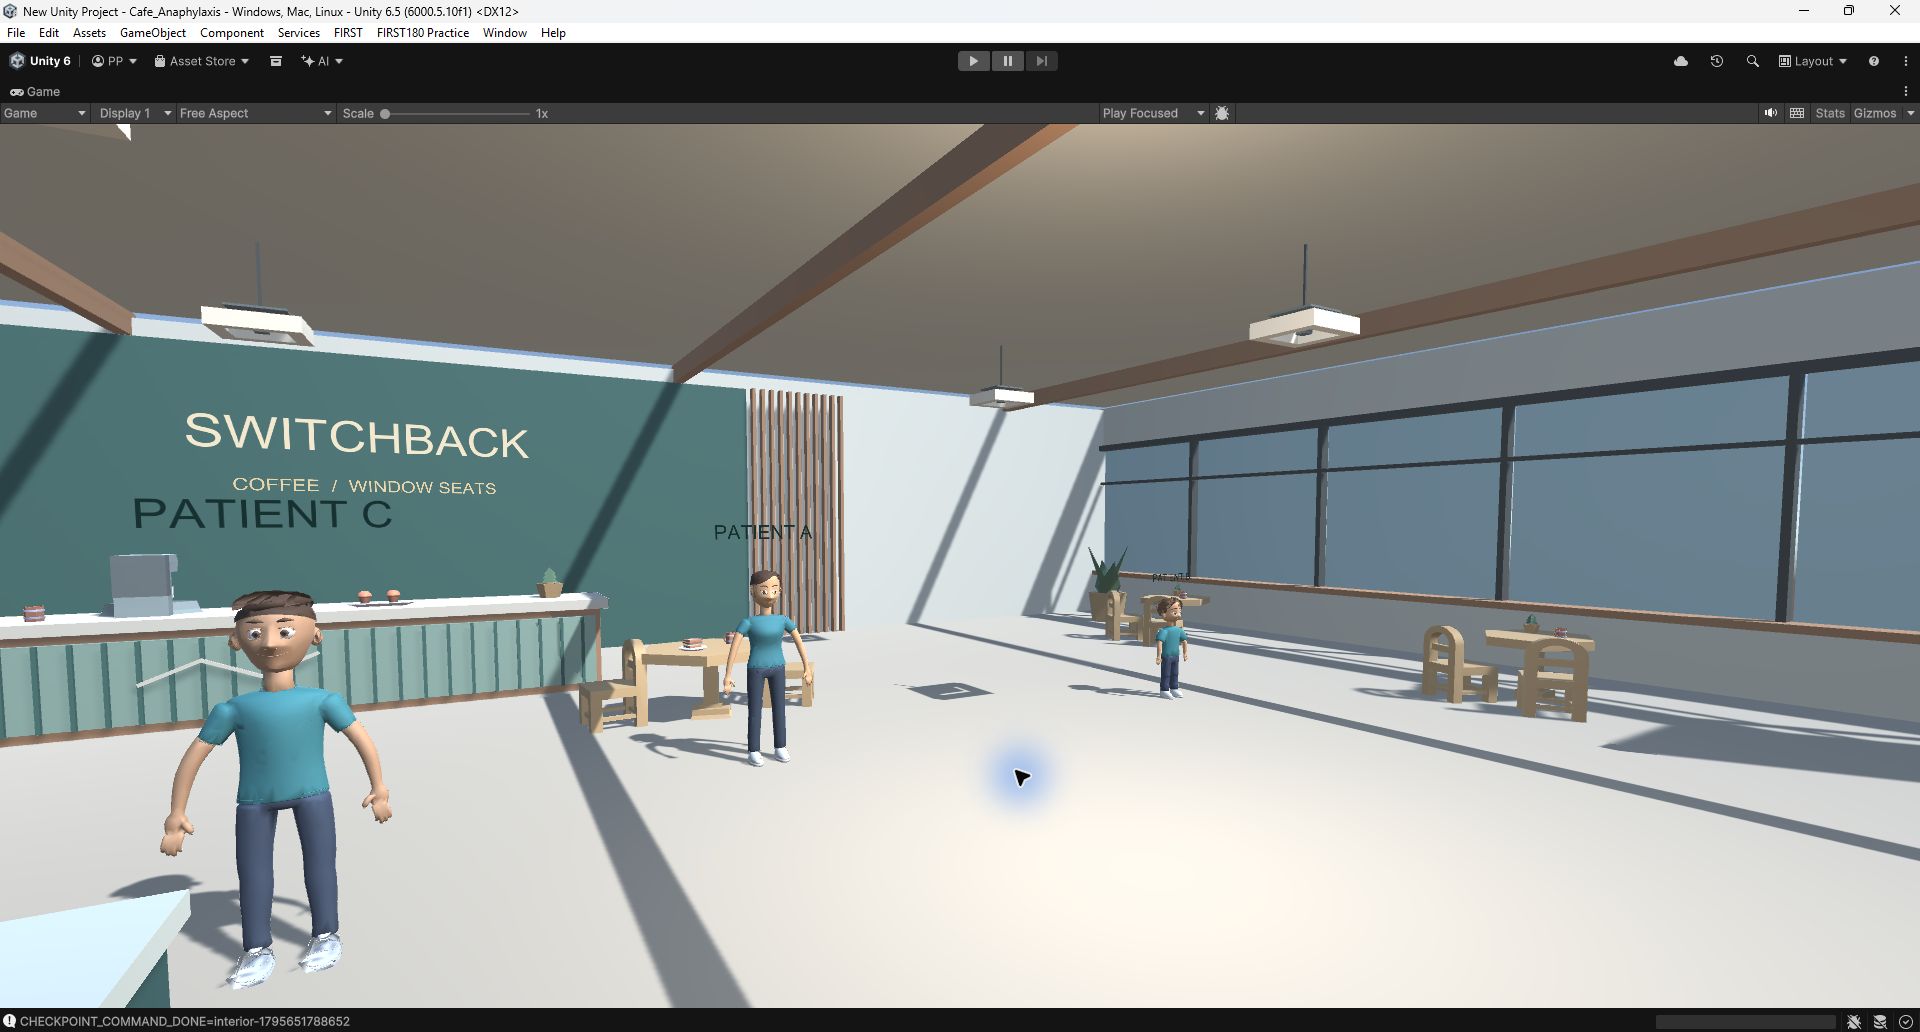 New Unity Project - Cafe_Anaphylaxis - Windows, Mac, Linux - Unity 6.5 (6000.5.10f1) <DX12>
File Edit Assets GameObject Component Services FIRST FIRST180 Practice Window Help
Unity 6 PP Asset Store AI Layout
Game
Game Display 1 Free Aspect Scale 1x Play Focused Stats Gizmos
SWITCHBACK
COFFEE / WINDOW SEATS
PATIENT C
PATIENT A
PATIENT B
CHECKPOINT_COMMAND_DONE=interior-1795651788652